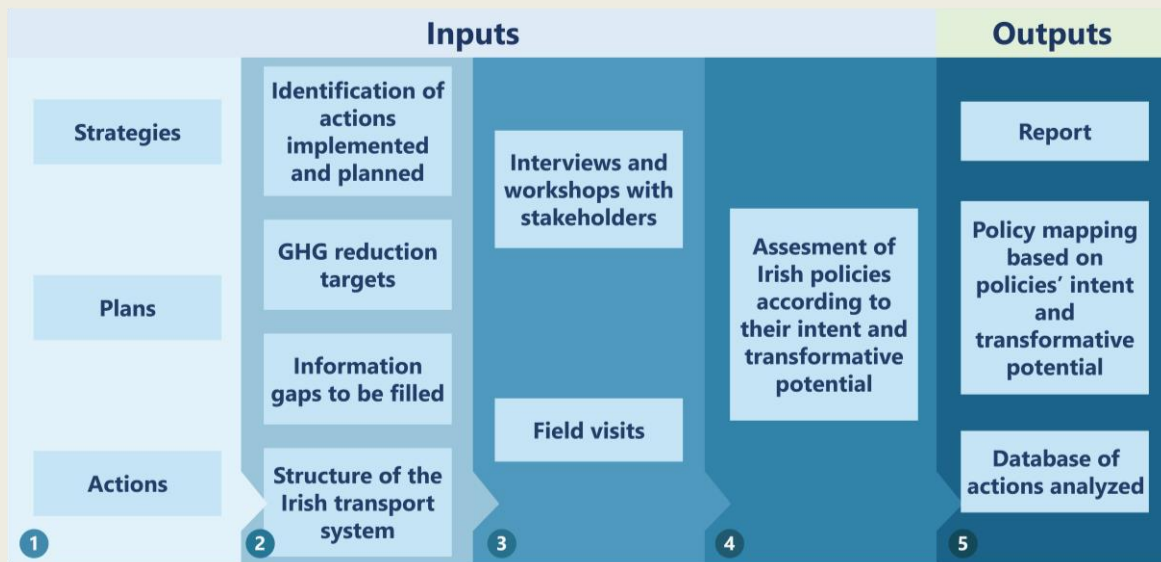 Inputs
Outputs
Strategies
Plans
Actions
1
Identification of
actions
implemented
and planned
GHG reduction
targets
Information
gaps to be filled
Structure of the
Irish transport
system
2
Interviews and
workshops with
stakeholders
Field visits
3
Assesment of
Irish policies
according to
their intent and
transformative
potential
4
Report
Policy mapping
based on
policies’ intent
and
transformative
potential
Database of
actions analyzed
5